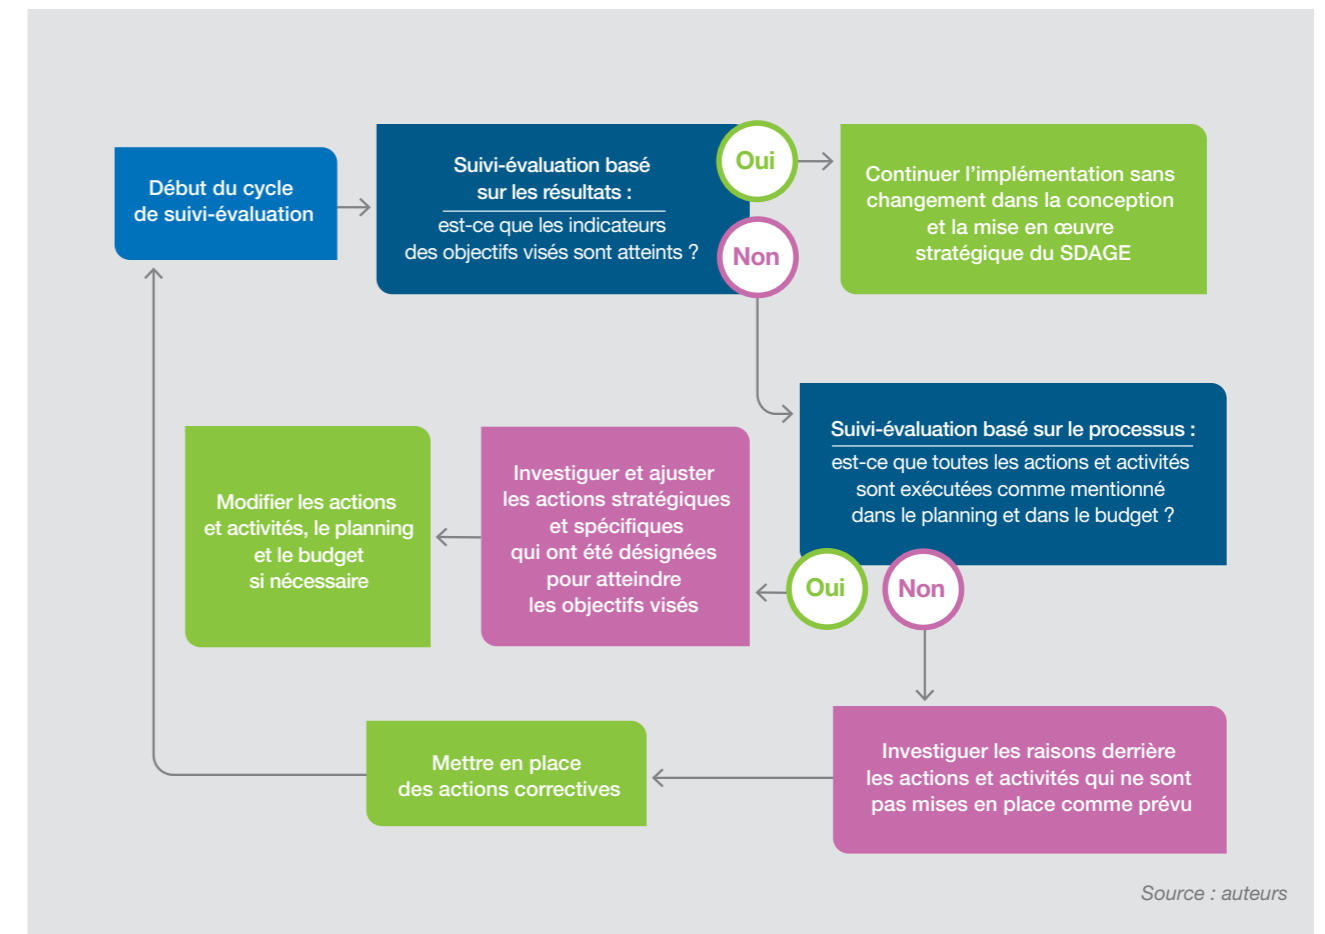 Début du cycle
de suivi-évaluation
Suivi-évaluation basé
sur les résultats :
est-ce que les indicateurs
des objectifs visés sont atteints ?
Oui
Non
Continuer l’implémentation sans
changement dans la conception
et la mise en œuvre
stratégique du SDAGE
Suivi-évaluation basé sur le processus :
est-ce que toutes les actions et activités
sont exécutées comme mentionné
dans le planning et dans le budget ?
Oui
Non
Investiguer et ajuster
les actions stratégiques
et spécifiques
qui ont été désignées
pour atteindre
les objectifs visés
Modifier les actions
et activités, le planning
et le budget
si nécessaire
Investiguer les raisons derrière
les actions et activités qui ne sont
pas mises en place comme prévu
Mettre en place
des actions correctives
Source : auteurs